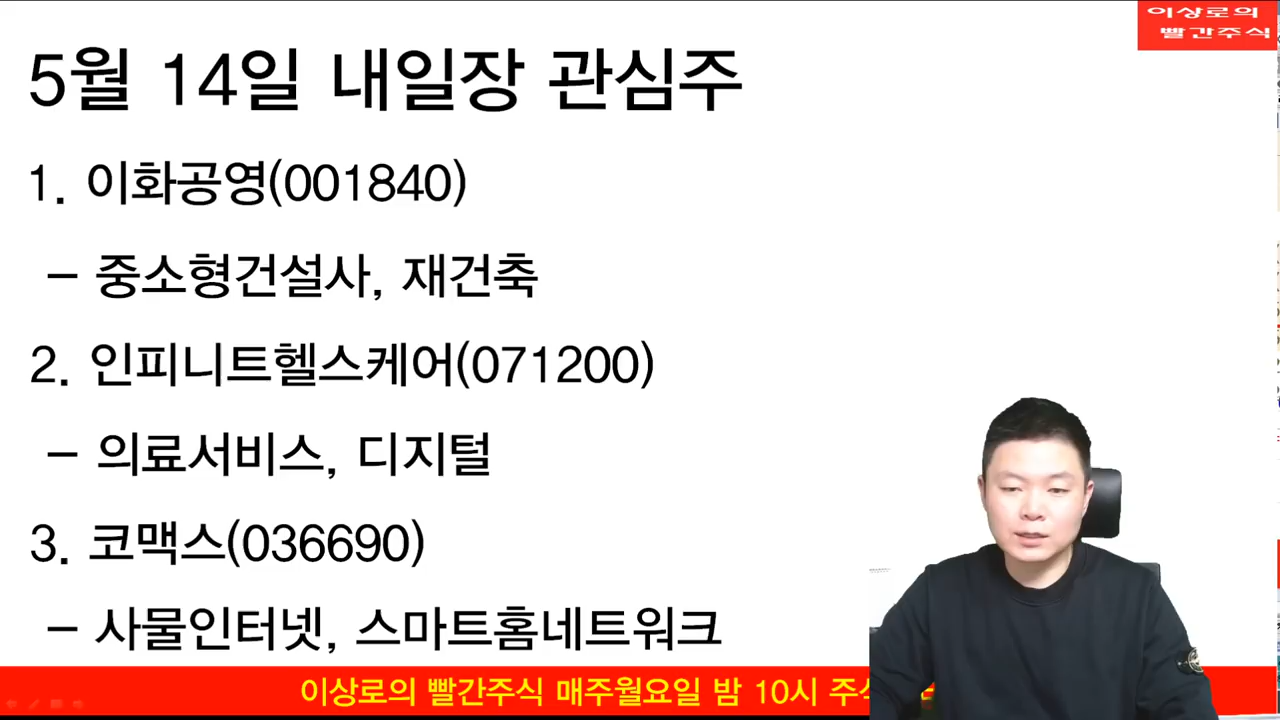 이상로의
빨간주식
5월 14일 내일장 관심주
1. 이화공영(001840)
- 중소형건설사, 재건축
2. 인피니트헬스케어(071200)
- 의료서비스, 디지털
3. 코맥스(036690)
- 사물인터넷, 스마트홈네트워크
이상로의 빨간주식 매주월요일 밤 10시